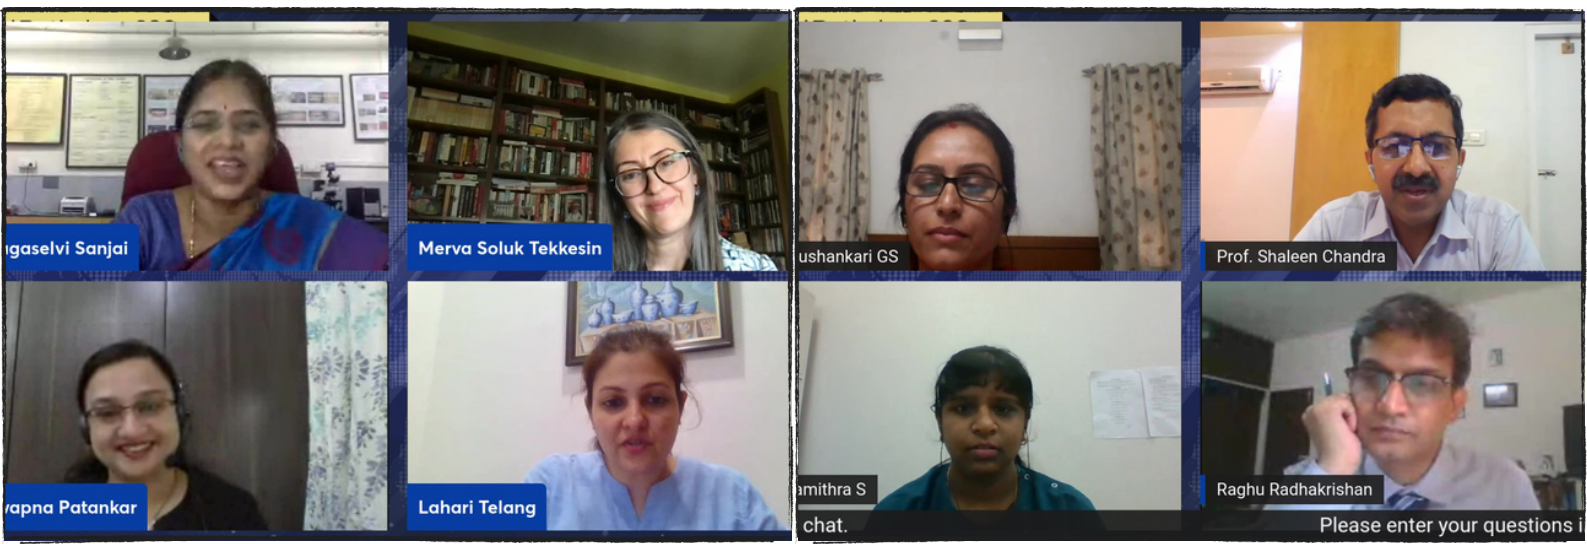 gaselvi Sanjai
Merva Soluk Tekkesin
ushankari GS
Prof. Shaleen Chandra
apna Patankar
Lahari Telang
amithra S
Raghu Radhakrishan
chat.
Please enter your questions i